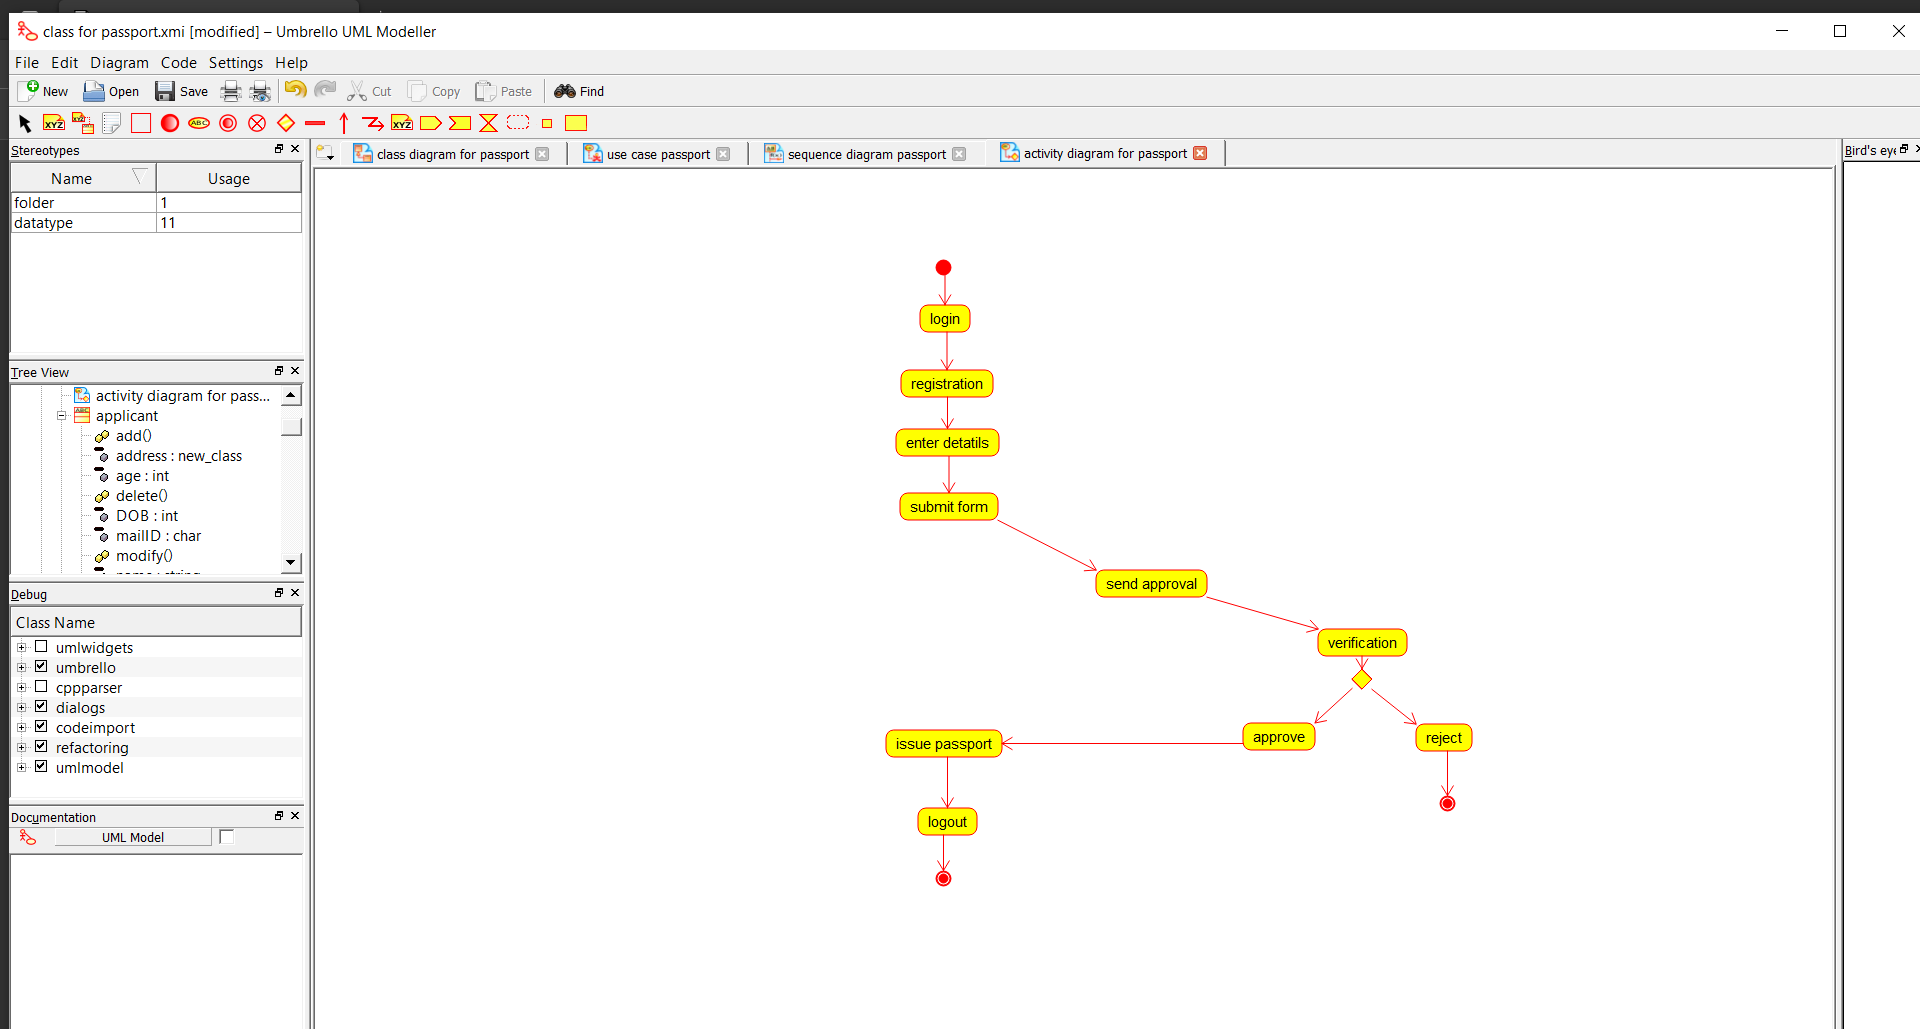 class for passport.xmi [modified] – Umbrello UML Modeller
File Edit Diagram Code Settings Help
New Open Save Cut Copy Paste Find
XYZ XYZ ABC XYZ
Stereotypes
Name Usage
folder 1
datatype 11
Tree View
activity diagram for pass...
applicant
add()
address : new_class
age : int
delete()
DOB : int
mailID : char
modify()
Debug
Class Name
umlwidgets
umbrello
cppparser
dialogs
codeimport
refactoring
umlmodel
Documentation
UML Model
class diagram for passport use case passport sequence diagram passport activity diagram for passport
login
registration
enter detatils
submit form
send approval
verification
approve reject
issue passport
logout
Bird's eye